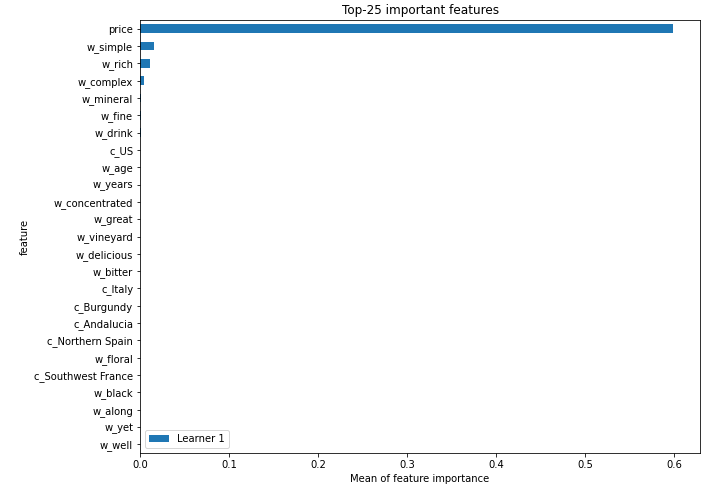 Top-25 important features
price
w_simple
w_rich
w_complex
w_mineral
w_fine
w_drink
c_US
w_age
w_years
w_concentrated
w_great
w_vineyard
w_delicious
w_bitter
c_Italy
c_Burgundy
c_Andalucia
c_Northern Spain
w_floral
c_Southwest France
w_black
w_along
w_yet
w_well
feature
Learner 1
0.0 0.1 0.2 0.3 0.4 0.5 0.6
Mean of feature importance